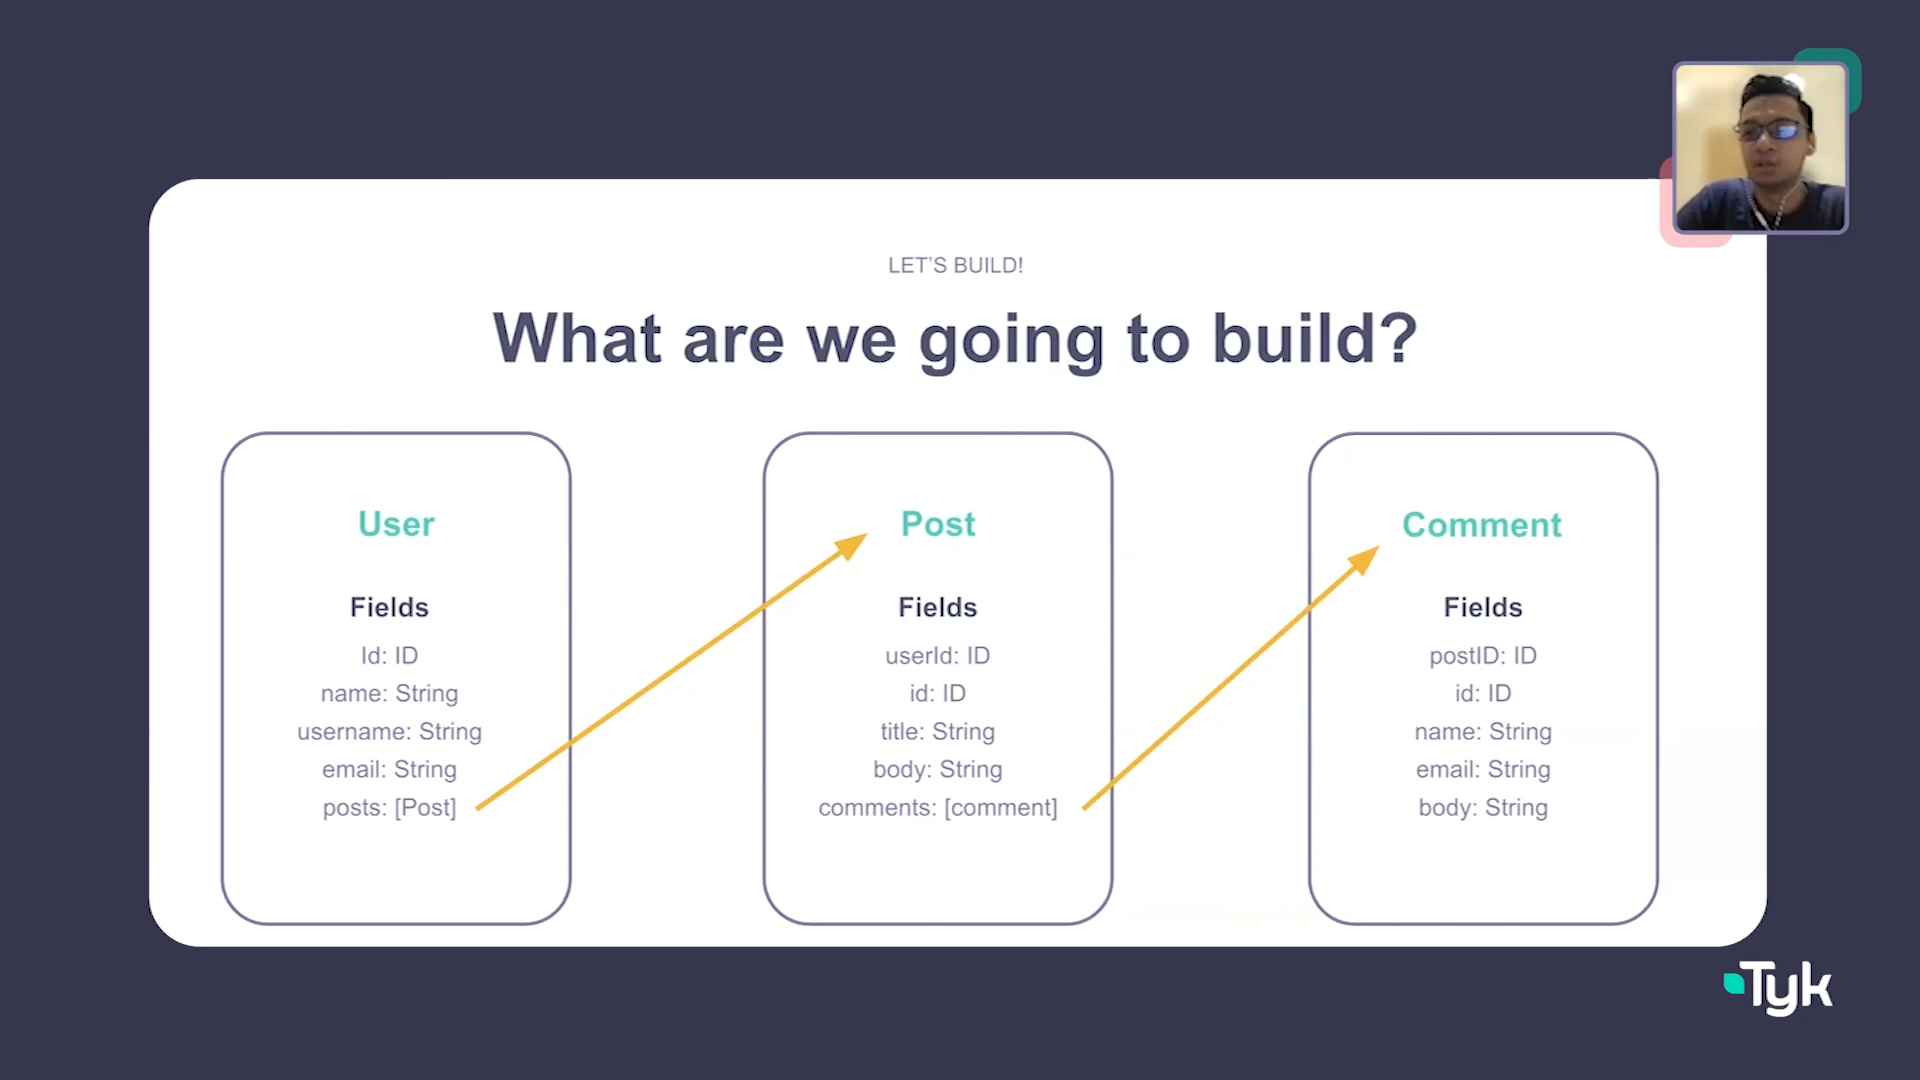 LET'S BUILD!
What are we going to build?
User
Fields
Id: ID
name: String
username: String
email: String
posts: [Post]
Post
Fields
userId: ID
id: ID
title: String
body: String
comments: [comment]
Comment
Fields
postID: ID
id: ID
name: String
email: String
body: String
Tyk